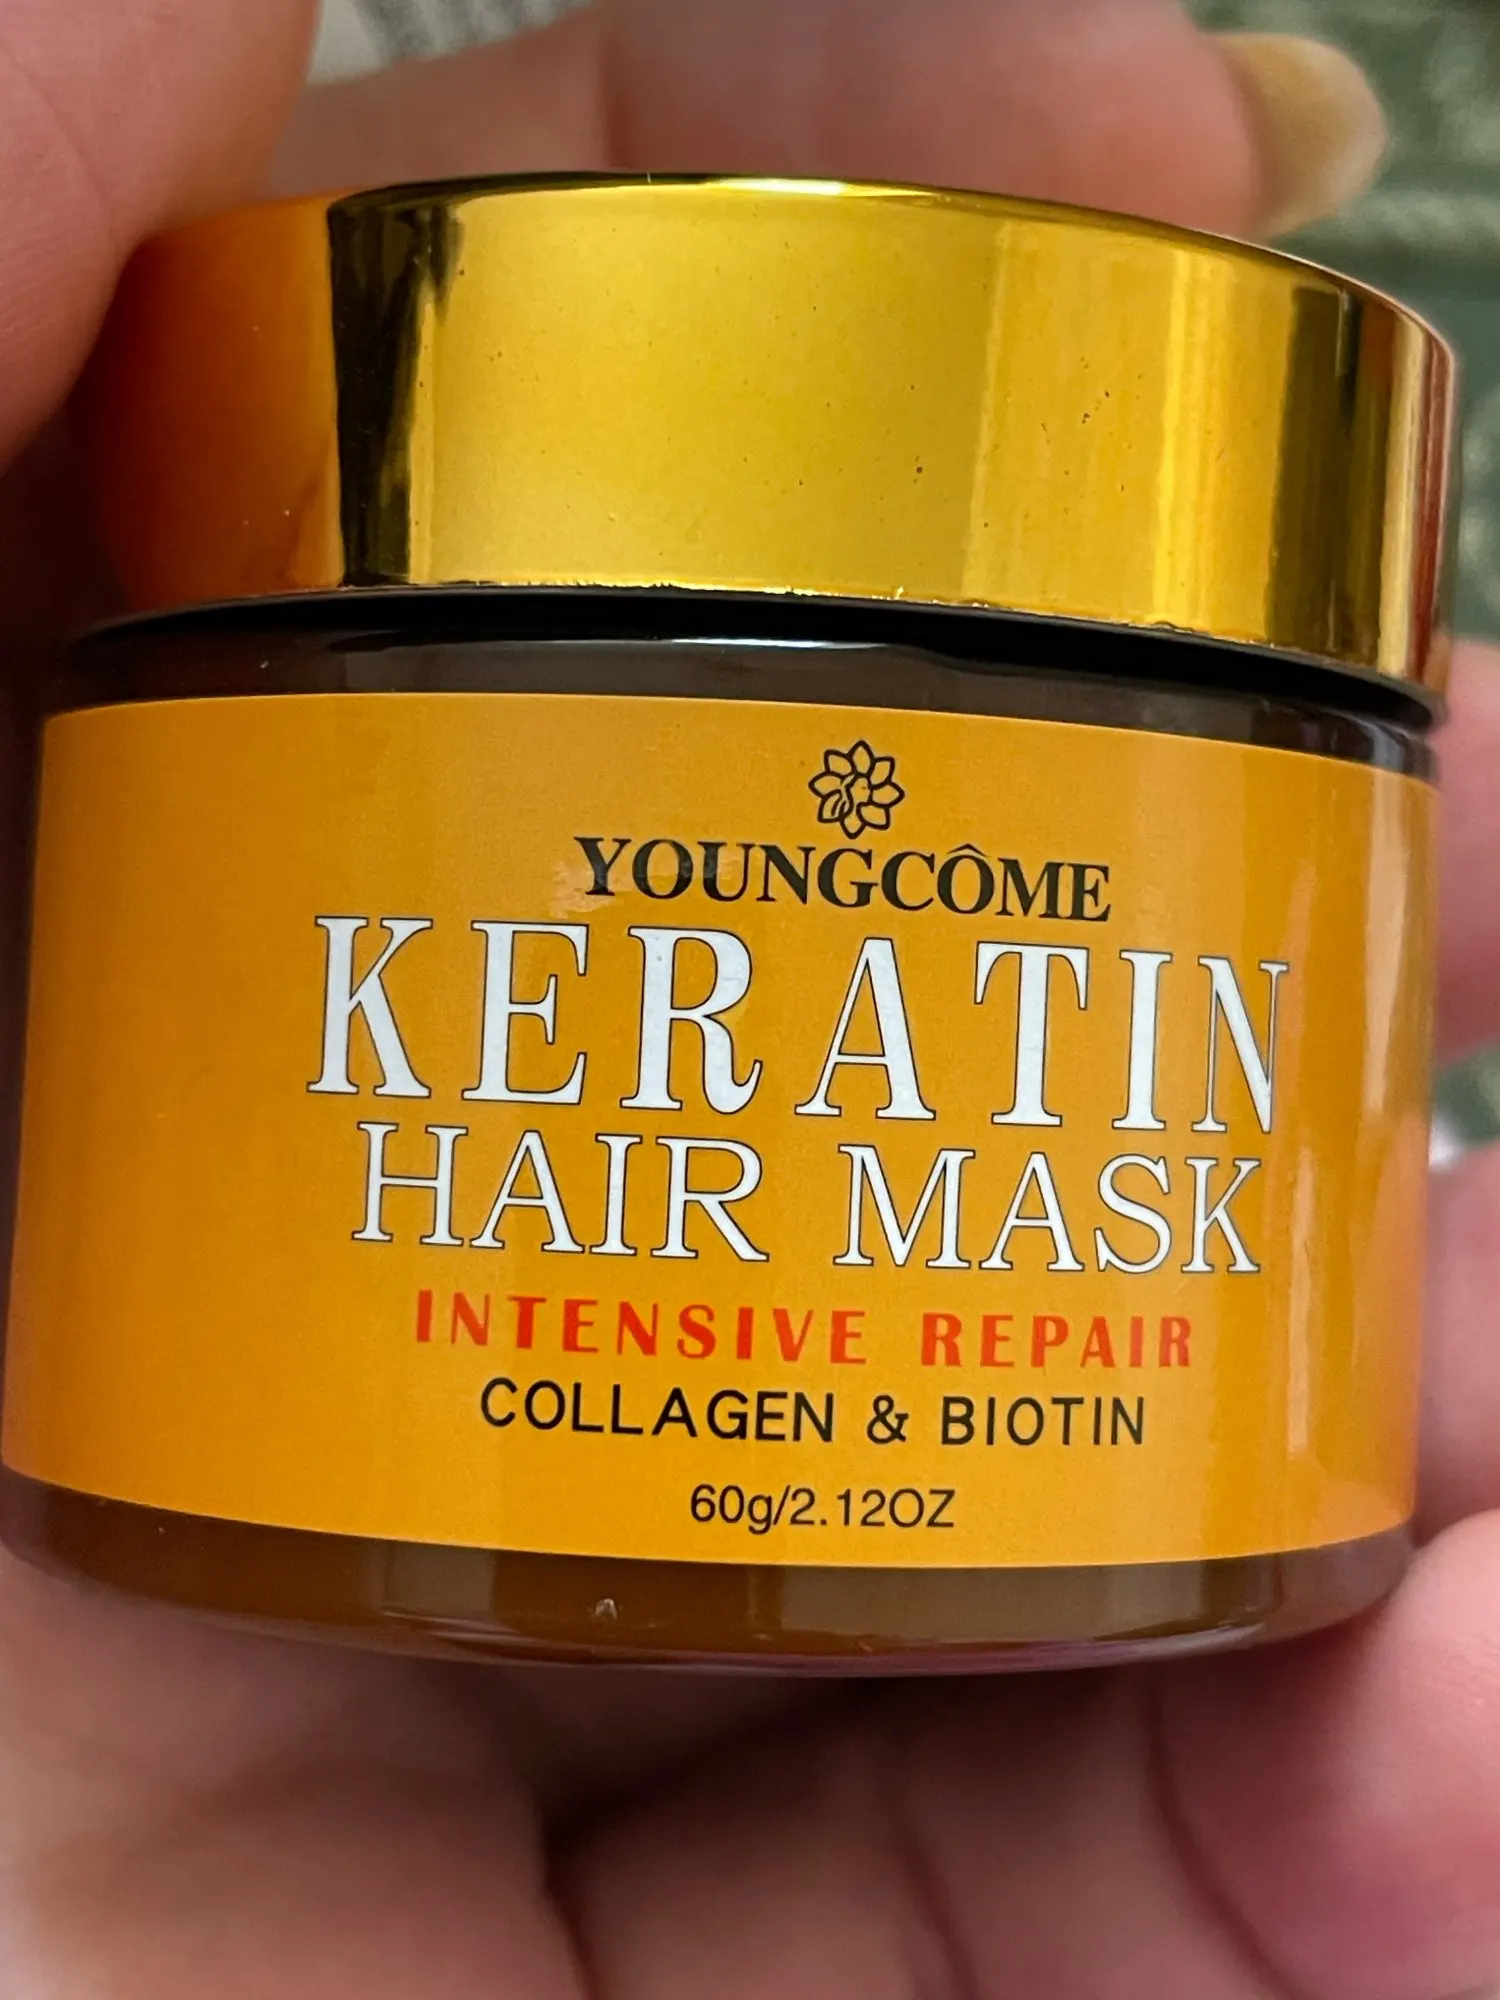 YOUNGCÔME
KERATIN
HAIR MASK
INTENSIVE REPAIR
COLLAGEN & BIOTIN
60g/2.12OZ